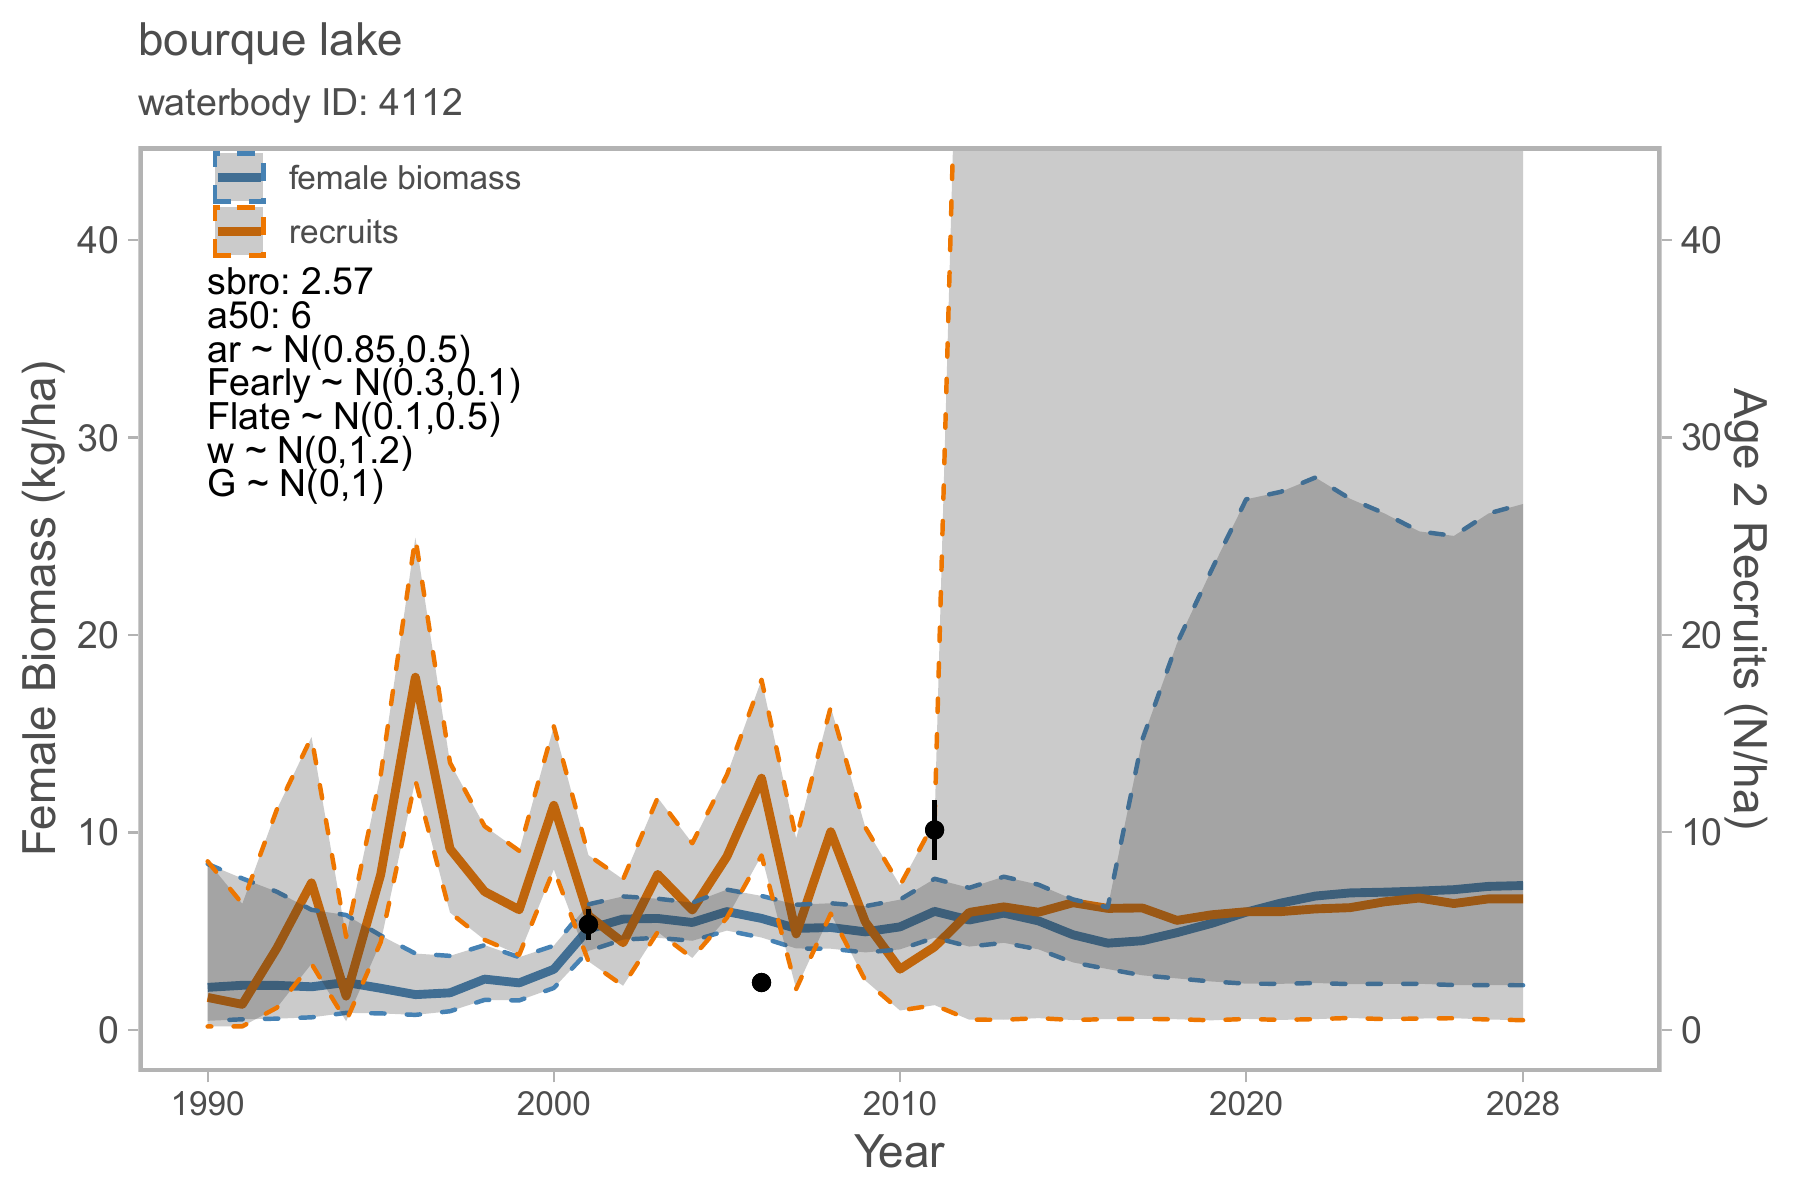 bourque lake
waterbody ID: 4112
female biomass
recruits
sbro: 2.57
a50: 6
ar ~ N(0.85,0.5)
Fearly ~ N(0.3,0.1)
Flate ~ N(0.1,0.5)
w ~ N(0,1.2)
G ~ N(0,1)
Female Biomass (kg/ha)
40
30
20
10
0
40
30
20
10
0
Age 2 Recruits (N/ha)
1990
2000
2010
2020
2028
Year